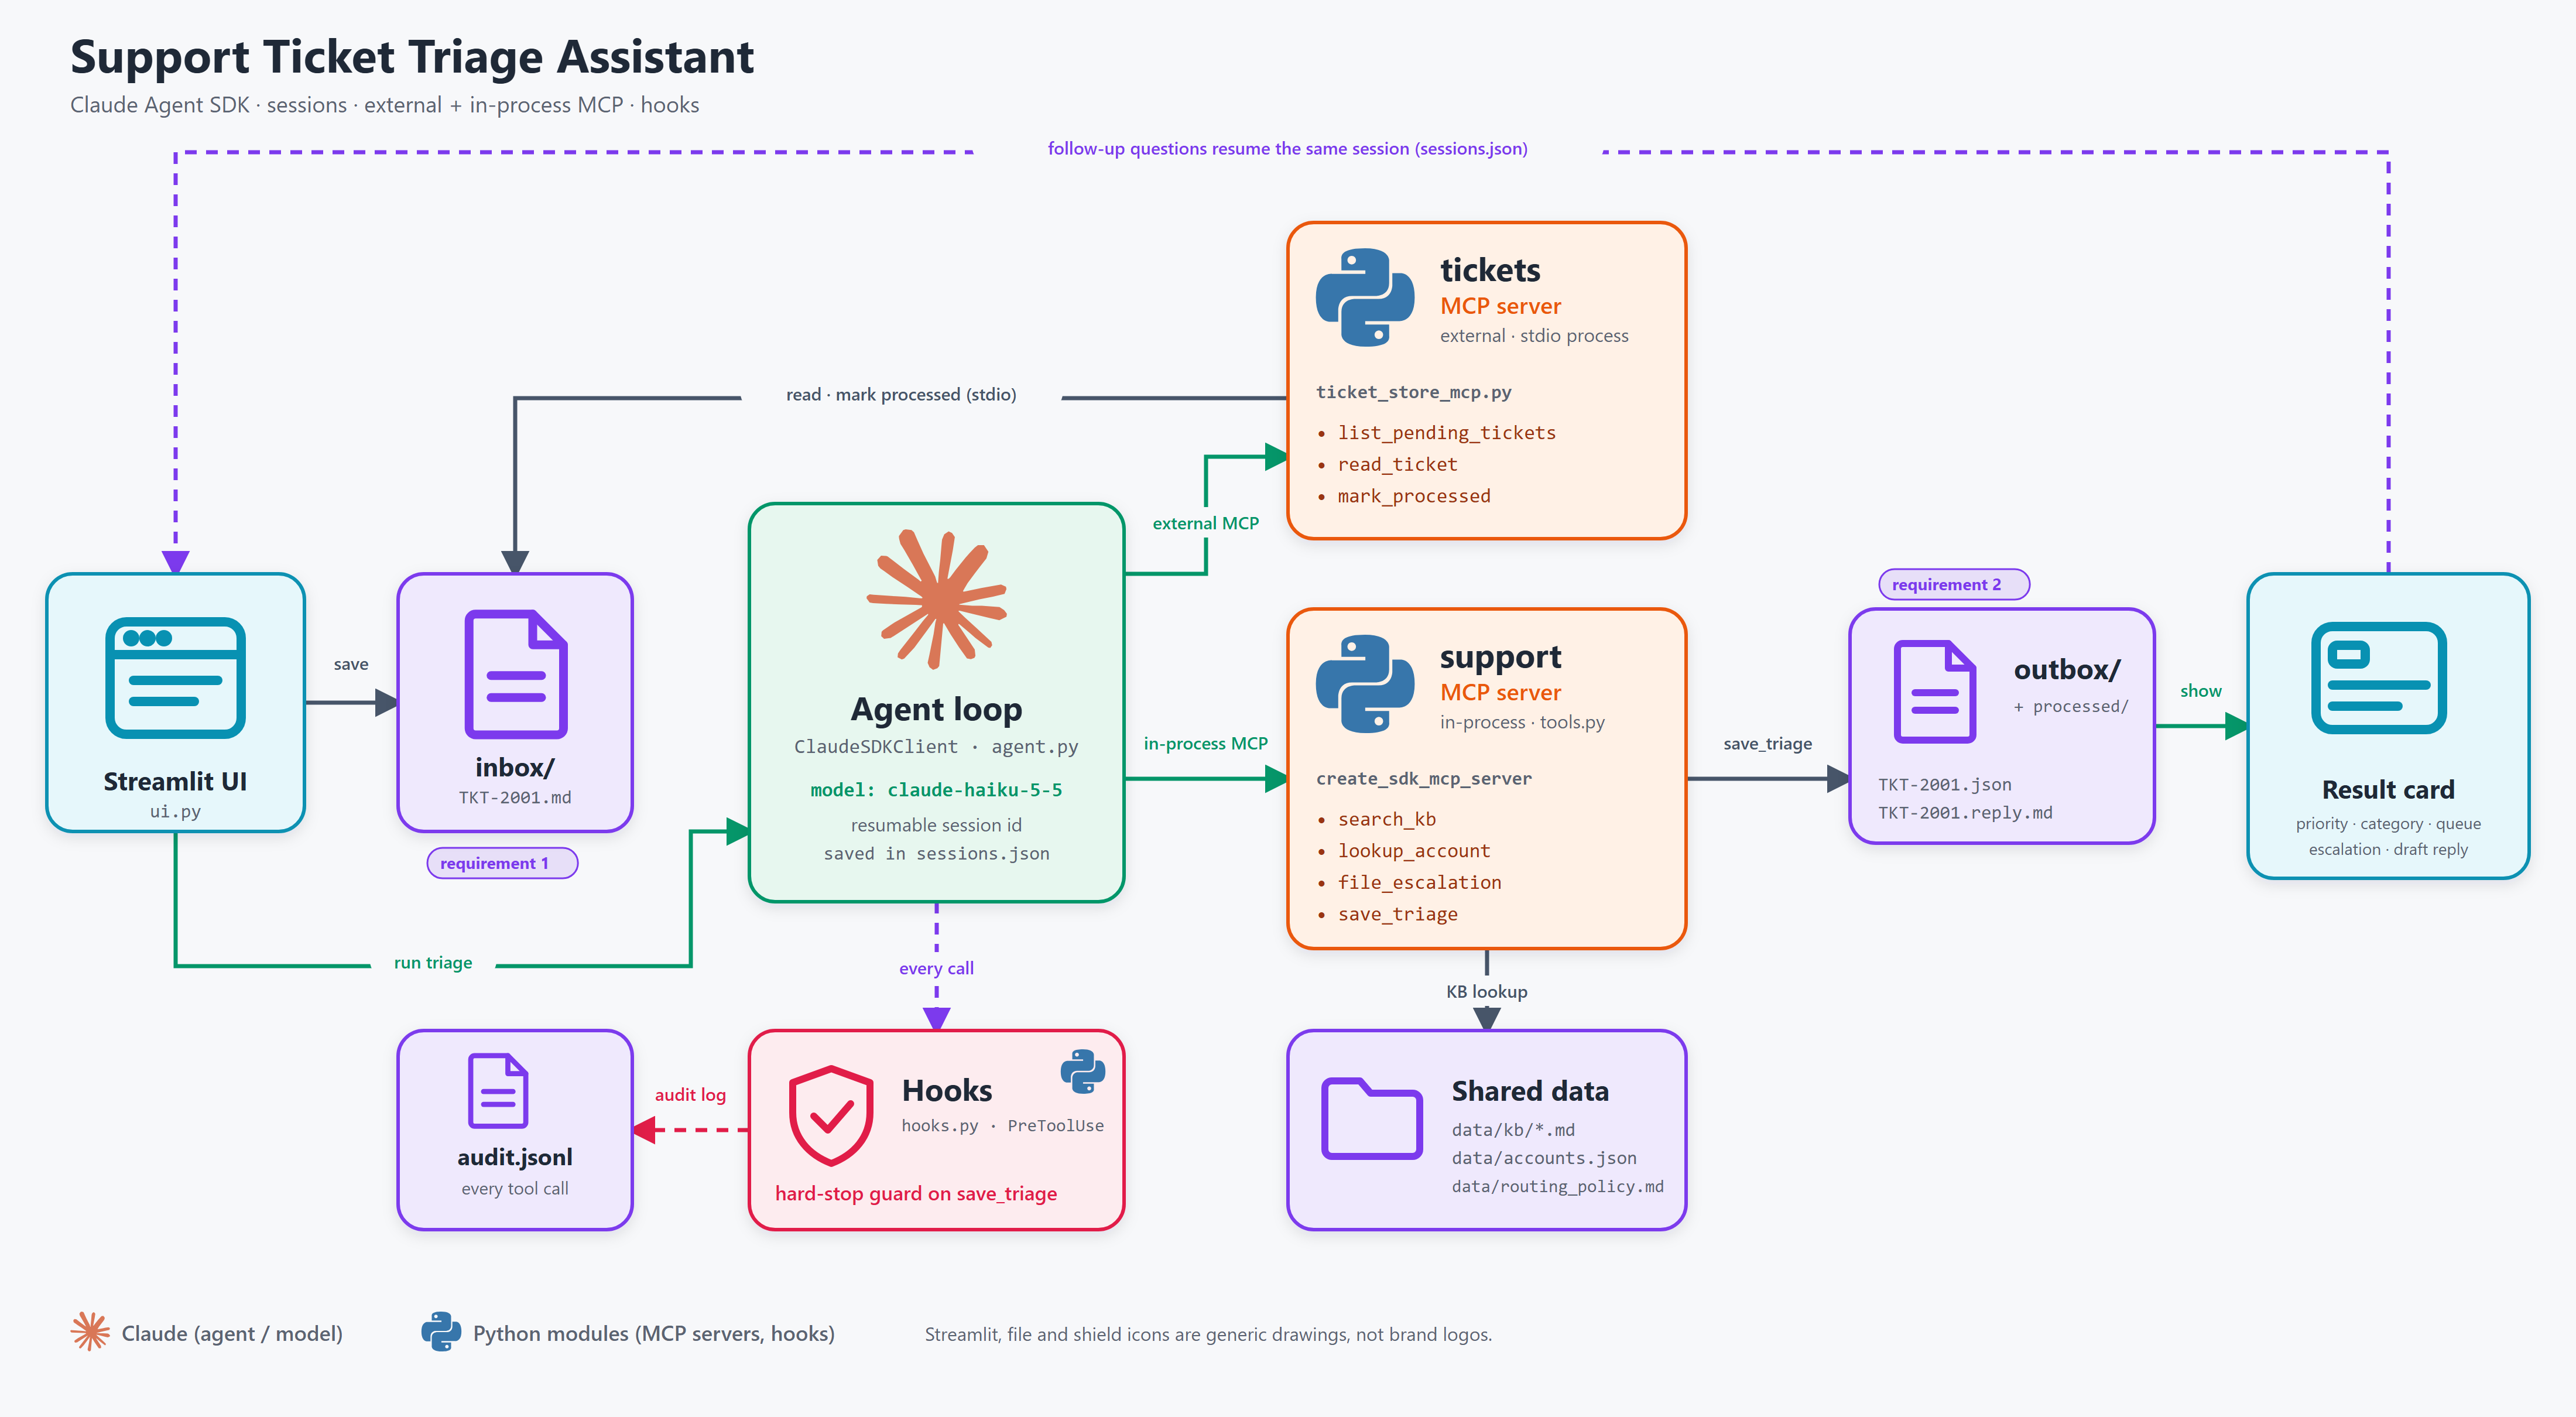 Support Ticket Triage Assistant
Claude Agent SDK · sessions · external + in-process MCP · hooks
follow-up questions resume the same session (sessions.json)
tickets
MCP server
external · stdio process
ticket_store_mcp.py
• list_pending_tickets
• read_ticket
• mark_processed
read · mark processed (stdio)
external MCP
Streamlit UI
ui.py
save
inbox/
TKT-2001.md
requirement 1
run triage
Agent loop
ClaudeSDKClient · agent.py
model: claude-haiku-5-5
resumable session id
saved in sessions.json
in-process MCP
support
MCP server
in-process · tools.py
create_sdk_mcp_server
• search_kb
• lookup_account
• file_escalation
• save_triage
save_triage
requirement 2
outbox/
+ processed/
TKT-2001.json
TKT-2001.reply.md
show
Result card
priority · category · queue
escalation · draft reply
every call
KB lookup
audit.jsonl
every tool call
audit log
Hooks
hooks.py · PreToolUse
hard-stop guard on save_triage
Shared data
data/kb/*.md
data/accounts.json
data/routing_policy.md
Claude (agent / model)
Python modules (MCP servers, hooks)
Streamlit, file and shield icons are generic drawings, not brand logos.